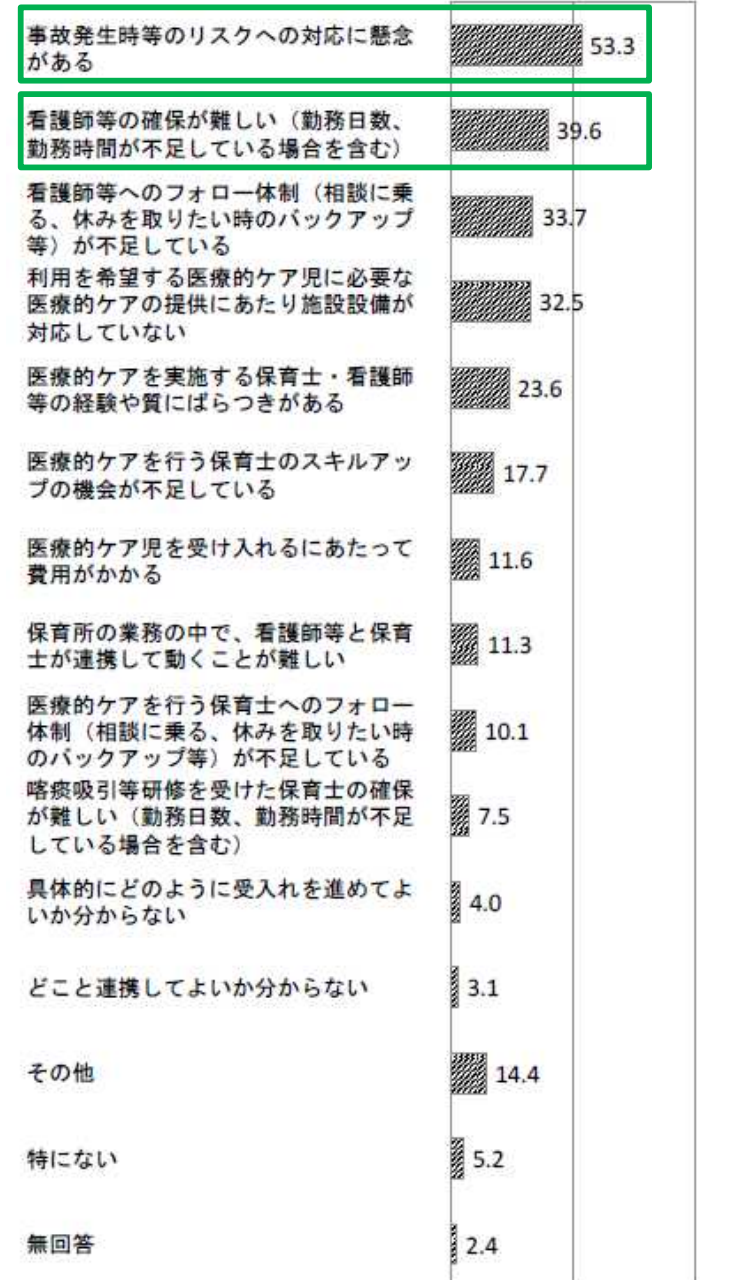 事故発生時等のリスクへの対応に懸念
がある
53.3
看護師等の確保が難しい（勤務日数、
勤務時間が不足している場合を含む）
39.6
看護師等へのフォロー体制（相談に乗
る、休みを取りたい時のバックアップ
等）が不足している
33.7
利用を希望する医療的ケア児に必要な
医療的ケアの提供にあたり施設設備が
対応していない
32.5
医療的ケアを実施する保育士・看護師
等の経験や質にばらつきがある
23.6
医療的ケアを行う保育士のスキルアッ
プの機会が不足している
17.7
医療的ケア児を受け入れるにあたって
費用がかかる
11.6
保育所の業務の中で、看護師等と保育
士が連携して動くことが難しい
11.3
医療的ケアを行う保育士へのフォロー
体制（相談に乗る、休みを取りたい時
のバックアップ等）が不足している
10.1
喀痰吸引等研修を受けた保育士の確保
が難しい（勤務日数、勤務時間が不足
している場合を含む）
7.5
具体的にどのように受入れを進めてよ
いか分からない
4.0
どこと連携してよいか分からない
3.1
その他
14.4
特にない
5.2
無回答
2.4